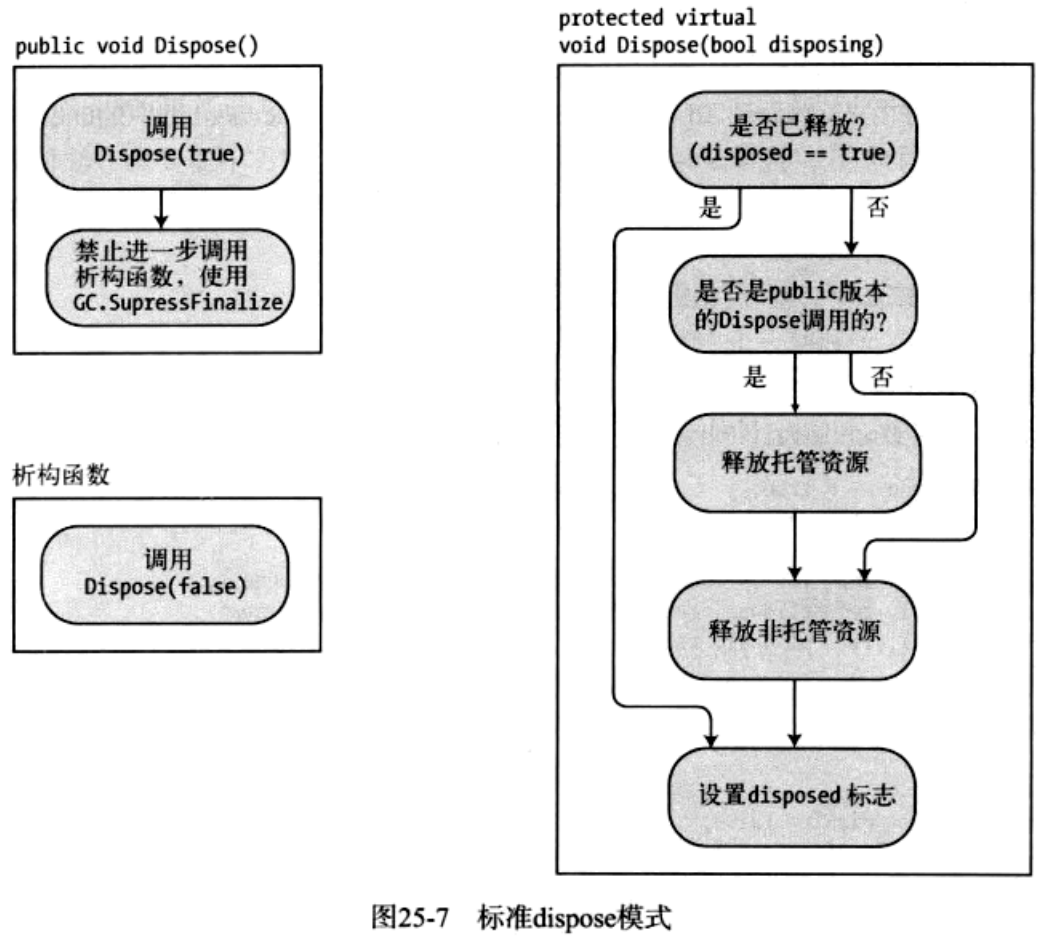 public void Dispose()
调用
Dispose(true)
禁止进一步调用
析构函数，使用
GC.SupressFinalize
析构函数
调用
Dispose(false)
protected virtual
void Dispose(bool disposing)
是否已释放？
(disposed == true)
是
否
是否是public版本
的Dispose调用的？
是
否
释放托管资源
释放非托管资源
设置disposed 标志
图25-7 标准dispose模式